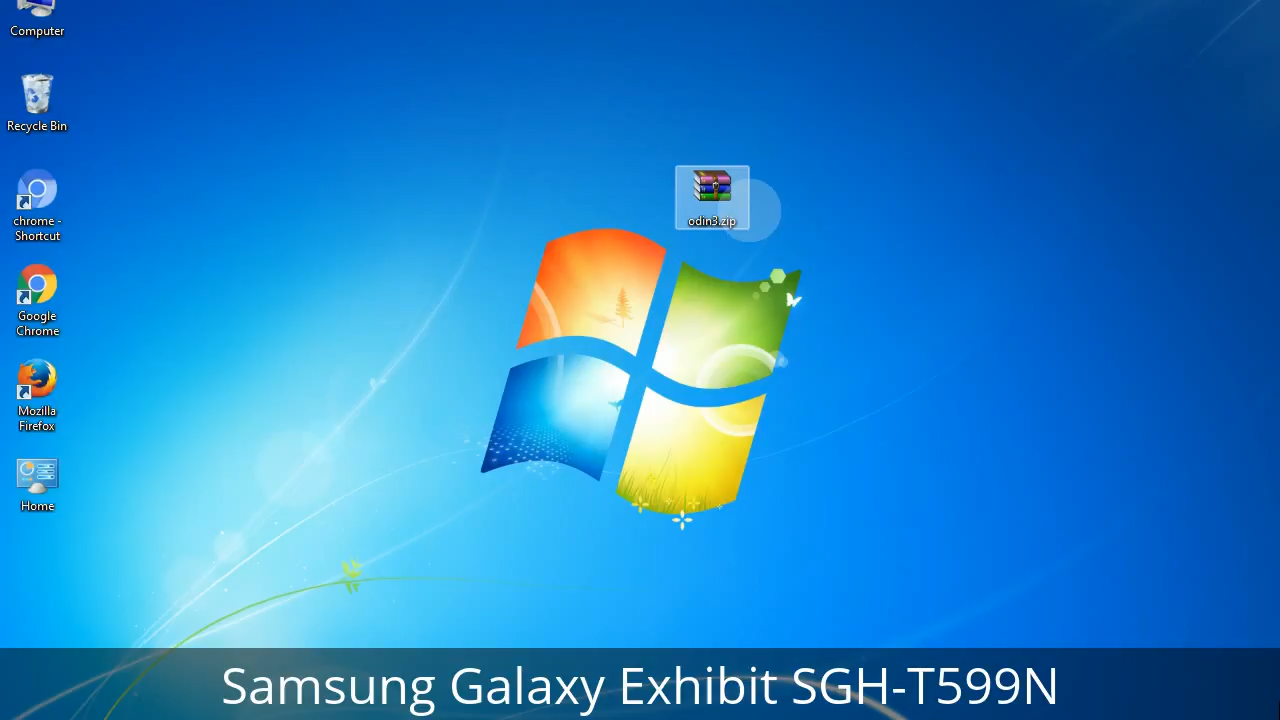 Computer
Recycle Bin
chrome -
Shortcut
Google
Chrome
Mozilla
Firefox
Home
odin3.zip
Samsung Galaxy Exhibit SGH-T599N